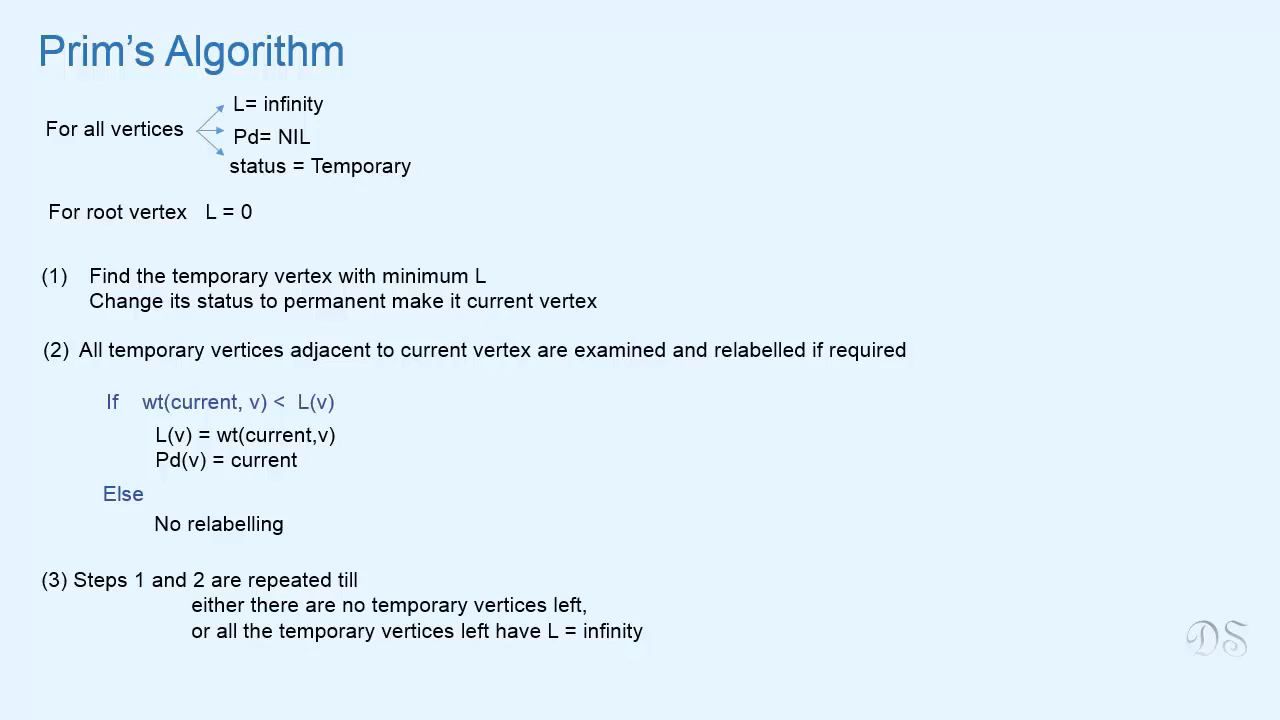 Prim's Algorithm
For all vertices
L= infinity
Pd= NIL
status = Temporary
For root vertex L = 0
(1) Find the temporary vertex with minimum L
Change its status to permanent make it current vertex
(2) All temporary vertices adjacent to current vertex are examined and relabelled if required
If wt(current, v) < L(v)
L(v) = wt(current,v)
Pd(v) = current
Else
No relabelling
(3) Steps 1 and 2 are repeated till
either there are no temporary vertices left,
or all the temporary vertices left have L = infinity
DS